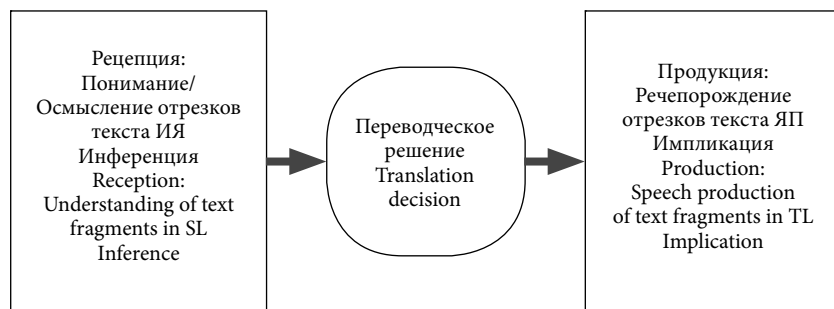 Рецепция:
Понимание/
Осмысление отрезков
текста ИЯ
Инференция
Reception:
Understanding of text
fragments in SL
Inference
Переводческое
решение
Translation
decision
Продукция:
Речепорождение
отрезков текста ЯП
Импликация
Production:
Speech production
of text fragments in TL
Implication